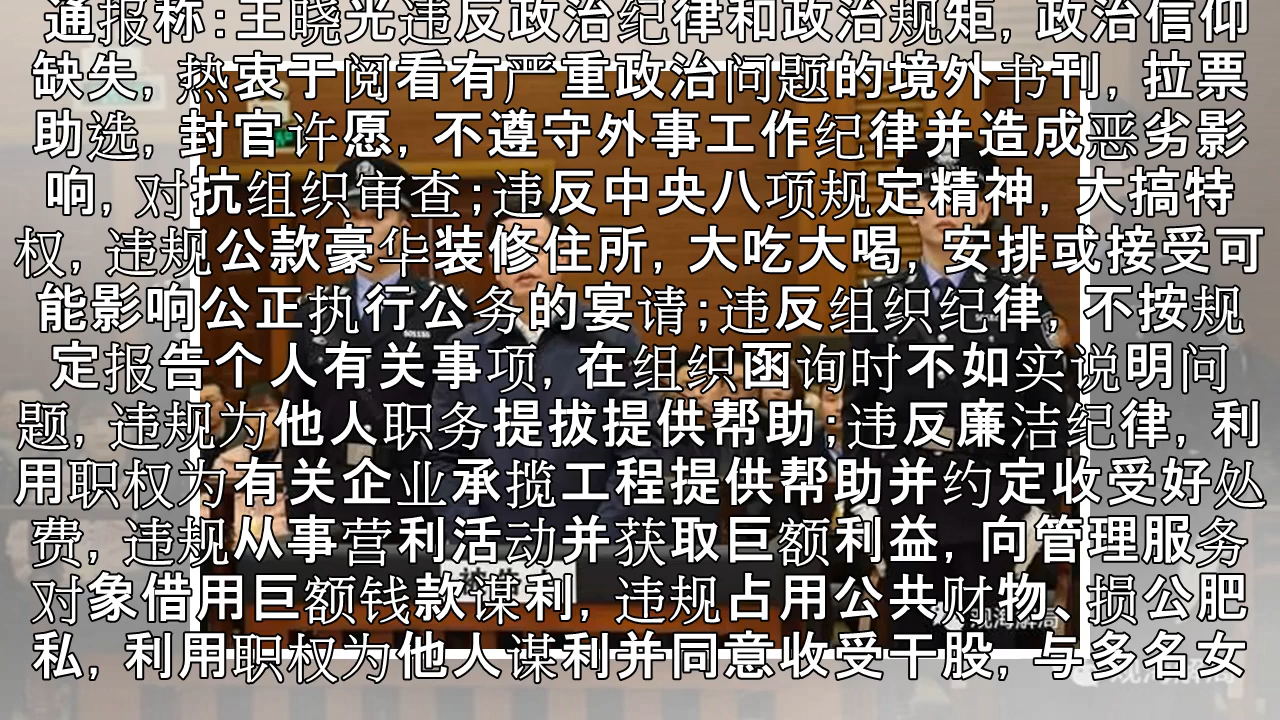 通报称:王晓光违反政治纪律和政治规矩,政治信仰
缺失,热衷于阅看有严重政治问题的境外书刊,拉票
助选,封官许愿,不遵守外事工作纪律并造成恶劣影
响,对抗组织审查;违反中央八项规定精神,大搞特
权,违规公款豪华装修住所,大吃大喝,安排或接受可
能影响公正执行公务的宴请;违反组织纪律,不按规
定报告个人有关事项,在组织函询时不如实说明问
题,违规为他人职务提拔提供帮助;违反廉洁纪律,利
用职权为有关企业承揽工程提供帮助并约定收受好处
费,违规从事营利活动并获取巨额利益,向管理服务
对象借用巨额钱款谋利,违规占用公共财物、损公肥
私,利用职权为他人谋利并同意收受干股,与多名女